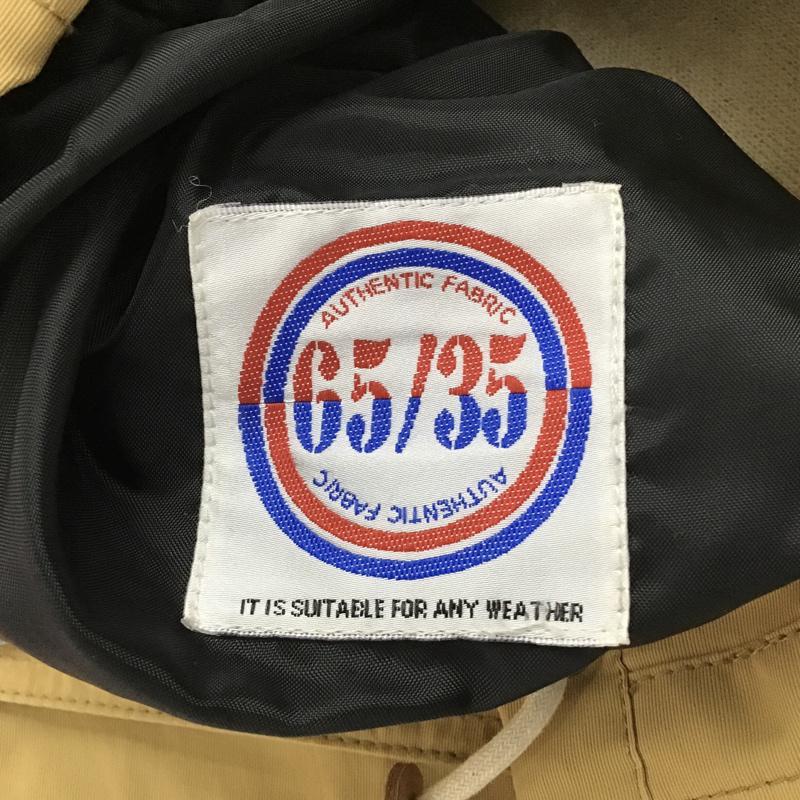 AUTHENTIC FABRIC
65/35
AUTHENTIC FABRIC
IT IS SUITABLE FOR ANY WEATHER